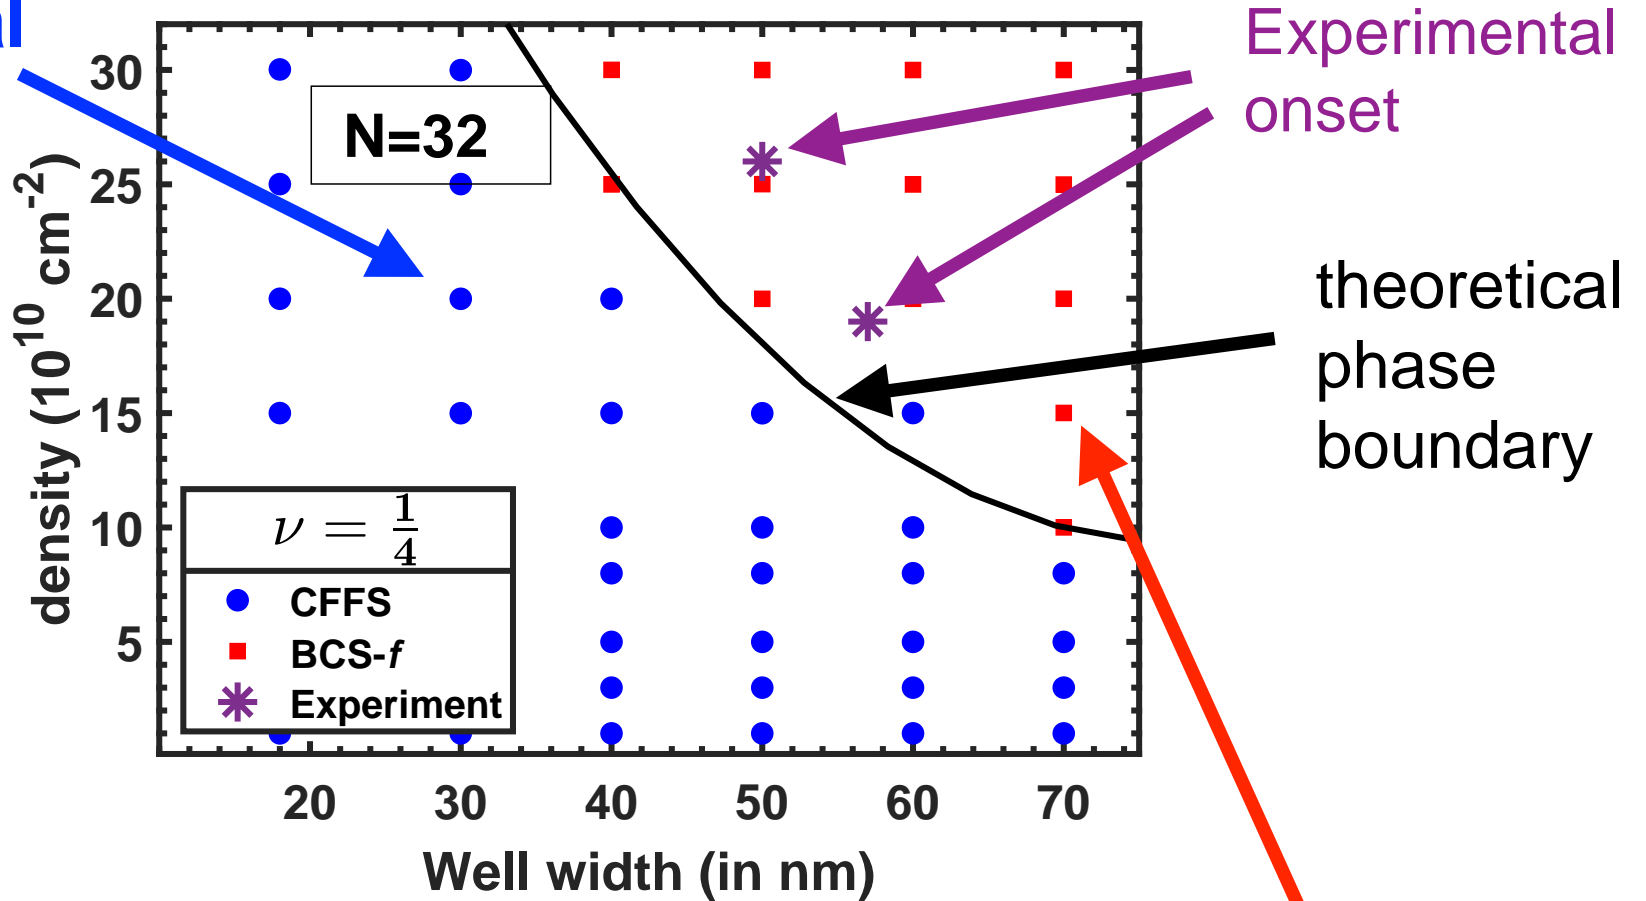 al
Experimental
onset
N=32
theoretical
phase
boundary
density (10^10 cm^-2)
30
25
20
15
10
5
ν = 1/4
CFFS
BCS-f
Experiment
20 30 40 50 60 70
Well width (in nm)